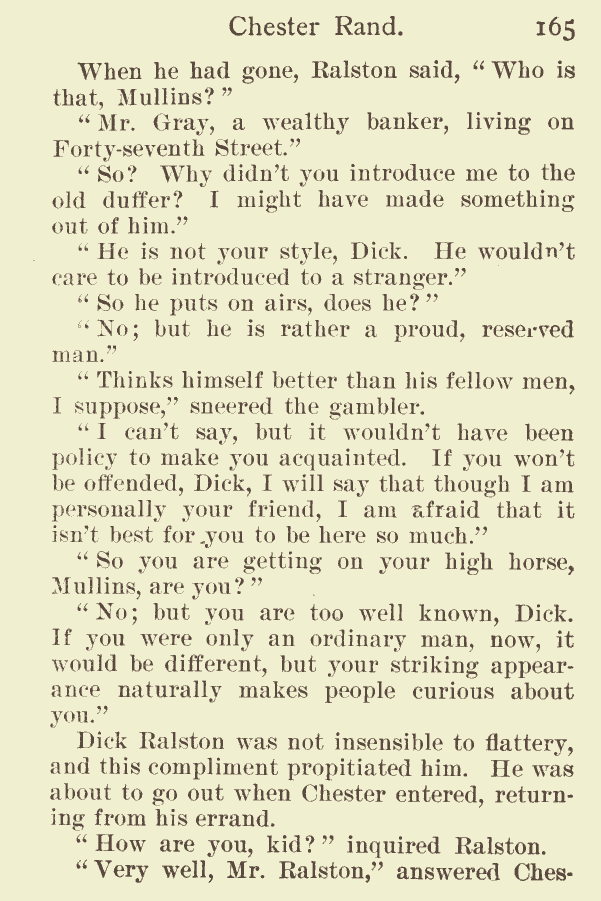 Chester Rand. 165
When he had gone, Ralston said, “Who is
that, Mullins?”
“Mr. Gray, a wealthy banker, living on
Forty-seventh Street.”
“So? Why didn’t you introduce me to the
old duffer? I might have made something
out of him.”
“He is not your style, Dick. He wouldn’t
care to be introduced to a stranger.”
“So he puts on airs, does he?”
“No; but he is rather a proud, reserved
man.”
“Thinks himself better than his fellow men,
I suppose,” sneered the gambler.
“I can’t say, but it wouldn’t have been
policy to make you acquainted. If you won’t
be offended, Dick, I will say that though I am
personally your friend, I am afraid that it
isn’t best for you to be here so much.”
“So you are getting on your high horse,
Mullins, are you?”
“No; but you are too well known, Dick.
If you were only an ordinary man, now, it
would be different, but your striking appear-
ance naturally makes people curious about
you.”
Dick Ralston was not insensible to flattery,
and this compliment propitiated him. He was
about to go out when Chester entered, return-
ing from his errand.
“How are you, kid?” inquired Ralston.
“Very well, Mr. Ralston,” answered Ches-